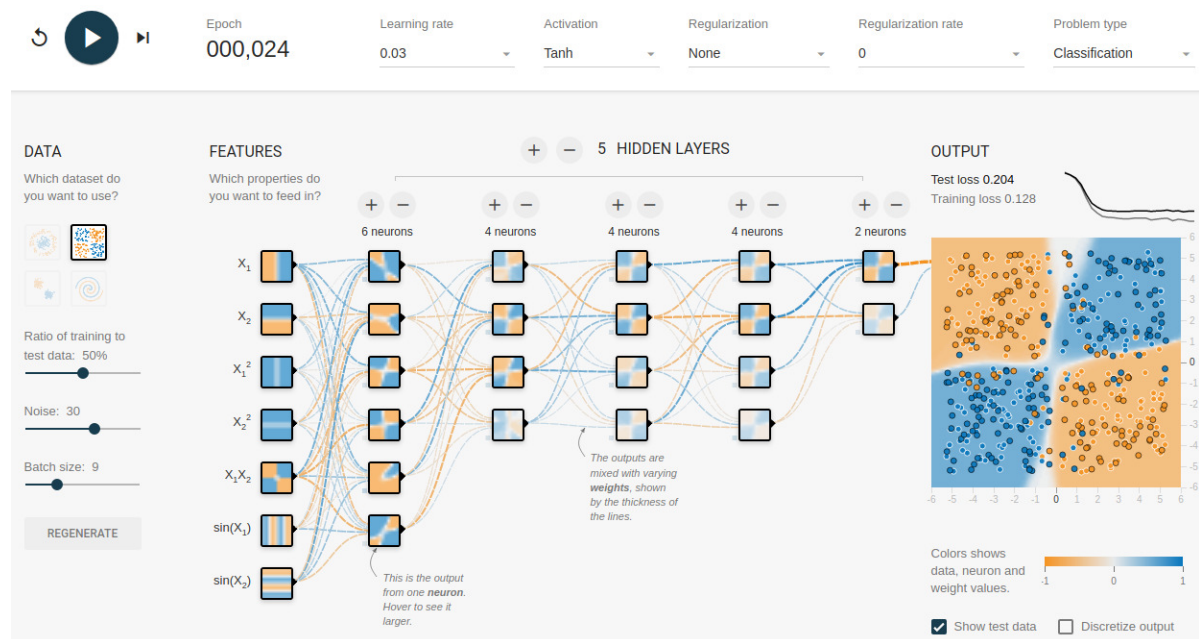 Epoch
000,024
Learning rate
0.03
Activation
Tanh
Regularization
None
Regularization rate
0
Problem type
Classification
DATA
Which dataset do
you want to use?
Ratio of training to
test data: 50%
Noise: 30
Batch size: 9
REGENERATE
FEATURES
Which properties do
you want to feed in?
X1
X2
X1²
X2²
X1X2
sin(X1)
sin(X2)
+ − 5 HIDDEN LAYERS
+ − + − + − + − + −
6 neurons
4 neurons
4 neurons
4 neurons
2 neurons
This is the output
from one neuron.
Hover to see it
larger.
The outputs are
mixed with varying
weights, shown
by the thickness of
the lines.
OUTPUT
Test loss 0.204
Training loss 0.128
6
5
4
3
2
1
0
-1
-2
-3
-4
-5
-6
-6 -5 -4 -3 -2 -1 0 1 2 3 4 5 6
Colors shows
data, neuron and
weight values.
-1 0 1
Show test data
Discretize output